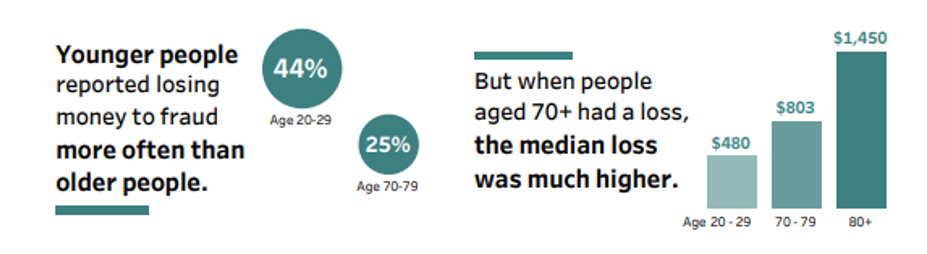 Younger people
reported losing
money to fraud
more often than
older people.
44%
Age 20-29
25%
Age 70-79
But when people
aged 70+ had a loss,
the median loss
was much higher.
$480
$803
$1,450
Age 20 - 29
70 - 79
80+